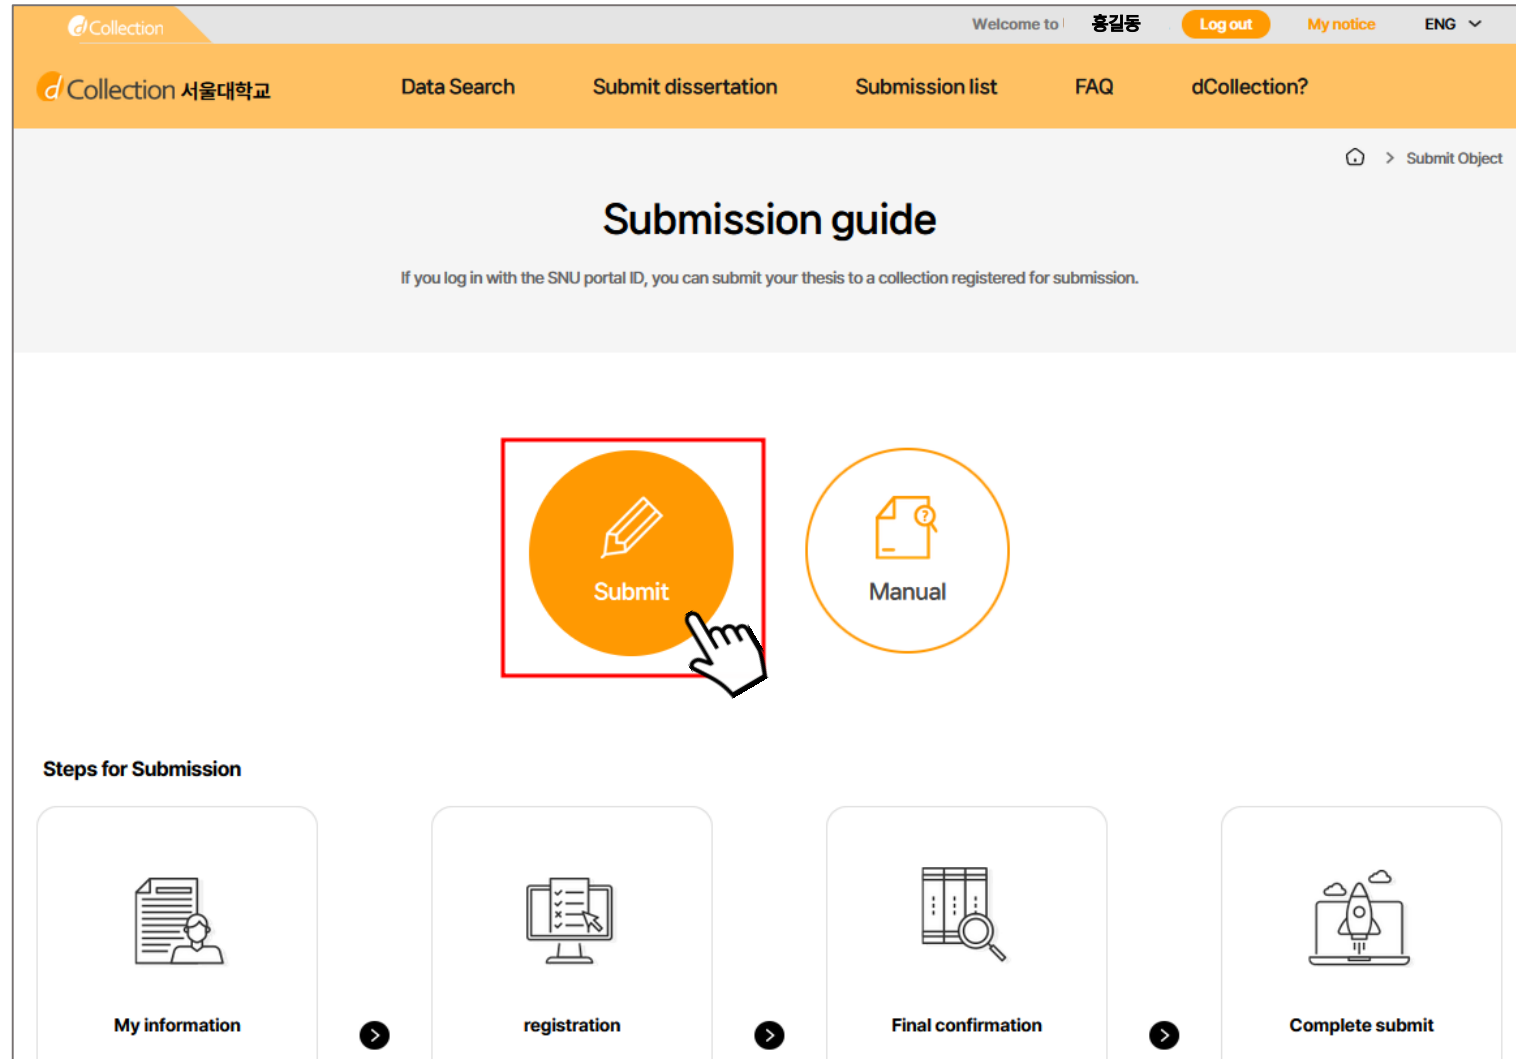 dCollection
Welcome to 홍길동 Log out My notice ENG
dCollection 서울대학교 Data Search Submit dissertation Submission list FAQ dCollection?
> Submit Object
Submission guide
If you log in with the SNU portal ID, you can submit your thesis to a collection registered for submission.
Submit
Manual
Steps for Submission
My information
registration
Final confirmation
Complete submit